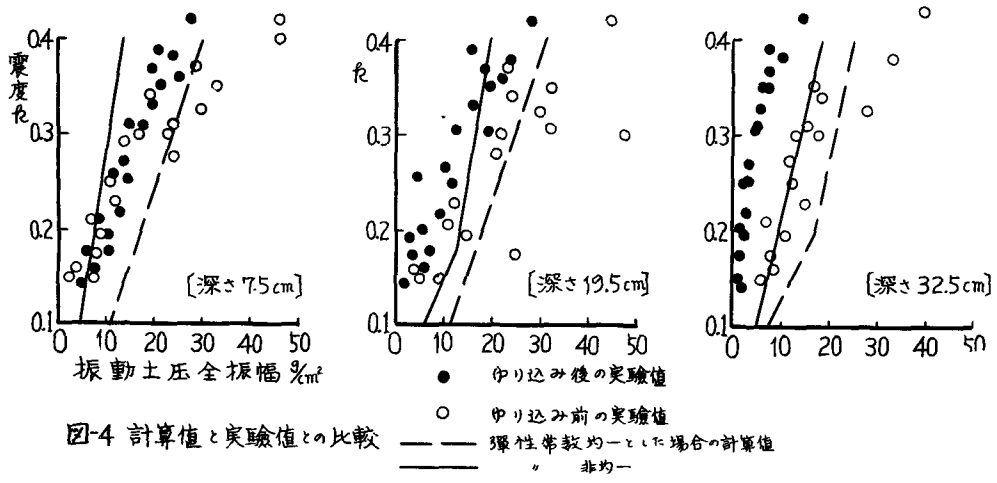 震度k
0.4
0.3
0.2
0.1
0 10 20 30 40 50
[深さ7.5cm]
振動土圧全振幅 g/cm²
k
0.4
0.3
0.2
0.1
0 10 20 30 40 50
[深さ19.5cm]
0.4
0.3
0.2
0.1
0 10 20 30 40 50
[深さ32.5cm]
● ゆり込み後の実験値
○ ゆり込み前の実験値
弾性常数均一とした場合の計算値
〃 非均一
図-4 計算値と実験値との比較